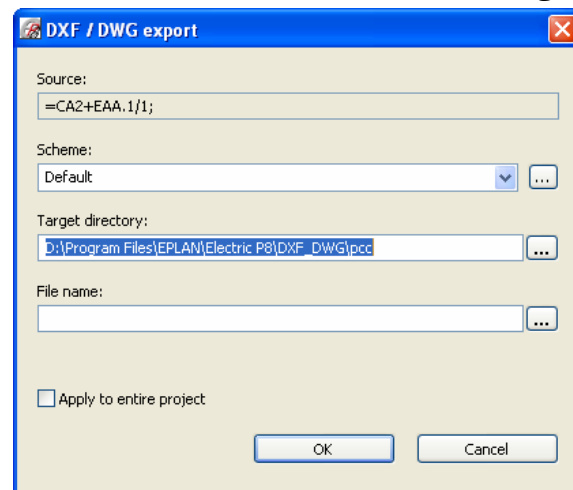 DXF / DWG export
Source:
=CA2+EAA.1/1;
Scheme:
Default
...
Target directory:
D:\Program Files\EPLAN\Electric P8\DXF_DWG\pcc
...
File name:
...
Apply to entire project
OK
Cancel